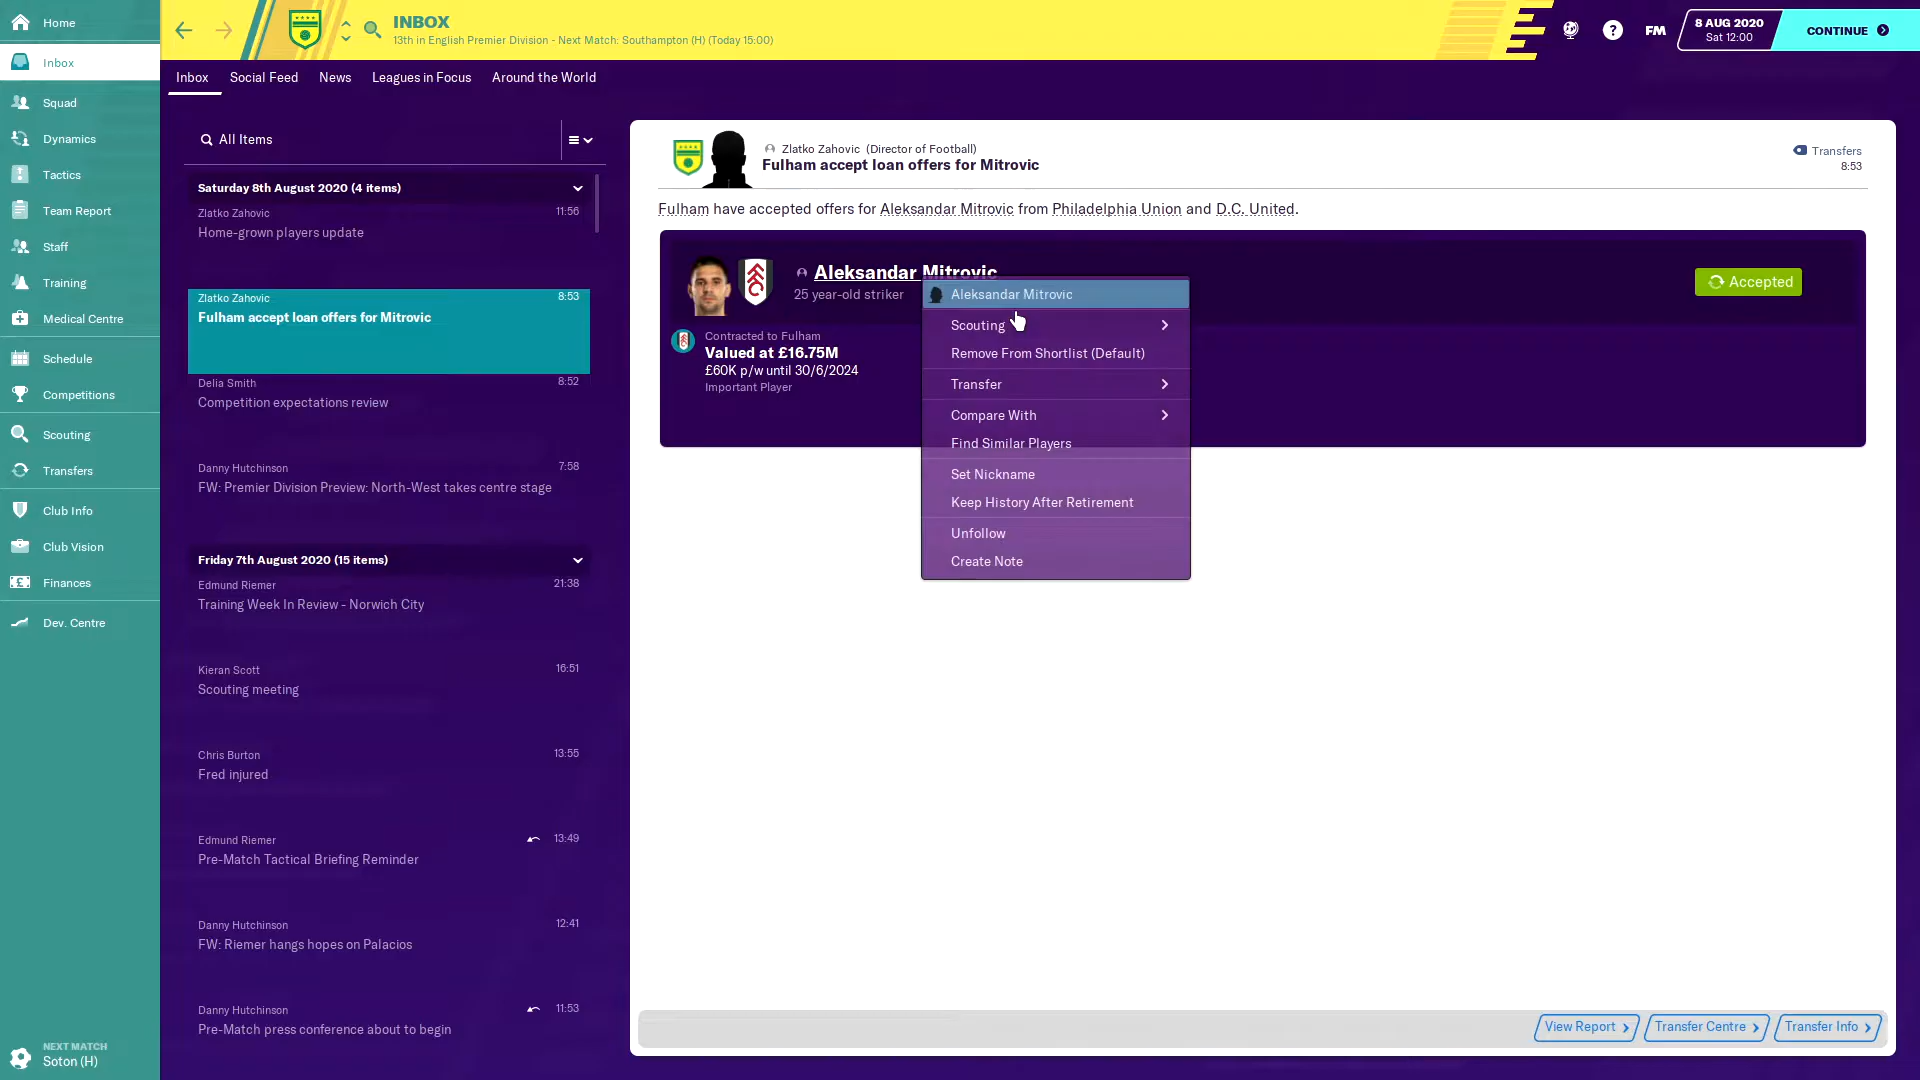 Home
Inbox
Squad
Dynamics
Tactics
Team Report
Staff
Training
Medical Centre
Schedule
Competitions
Scouting
Transfers
Club Info
Club Vision
Finances
Dev. Centre
NEXT MATCH
Soton (H)
INBOX
13th in English Premier Division - Next Match: Southampton (H) (Today 15:00)
?
FM
8 AUG 2020
Sat 12:00
CONTINUE
Inbox
Social Feed
News
Leagues in Focus
Around the World
All Items
Saturday 8th August 2020 (4 items)
Zlatko Zahovic 11:56
Home-grown players update
Zlatko Zahovic 8:53
Fulham accept loan offers for Mitrovic
Delia Smith 8:52
Competition expectations review
Danny Hutchinson 7:58
FW: Premier Division Preview: North-West takes centre stage
Friday 7th August 2020 (15 items)
Edmund Riemer 21:38
Training Week In Review - Norwich City
Kieran Scott 16:51
Scouting meeting
Chris Burton 13:55
Fred injured
Edmund Riemer 13:49
Pre-Match Tactical Briefing Reminder
Danny Hutchinson 12:41
FW: Riemer hangs hopes on Palacios
Danny Hutchinson 11:53
Pre-Match press conference about to begin
Zlatko Zahovic (Director of Football)
Fulham accept loan offers for Mitrovic
Transfers
8:53
Fulham have accepted offers for Aleksandar Mitrovic from Philadelphia Union and D.C. United.
Aleksandar Mitrovic
25 year-old striker
Accepted
Contracted to Fulham
Valued at £16.75M
£60K p/w until 30/6/2024
Important Player
Aleksandar Mitrovic
Scouting
Remove From Shortlist (Default)
Transfer
Compare With
Find Similar Players
Set Nickname
Keep History After Retirement
Unfollow
Create Note
View Report
Transfer Centre
Transfer Info